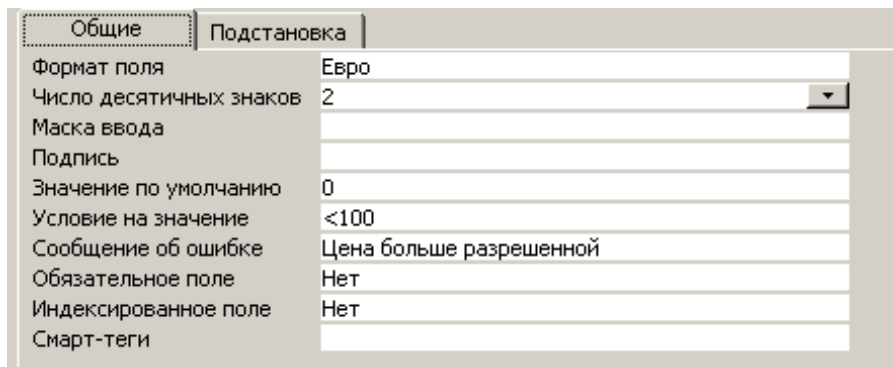 Общие Подстановка
Формат поля Евро
Число десятичных знаков 2
Маска ввода
Подпись
Значение по умолчанию 0
Условие на значение <100
Сообщение об ошибке Цена больше разрешенной
Обязательное поле Нет
Индексированное поле Нет
Смарт-теги